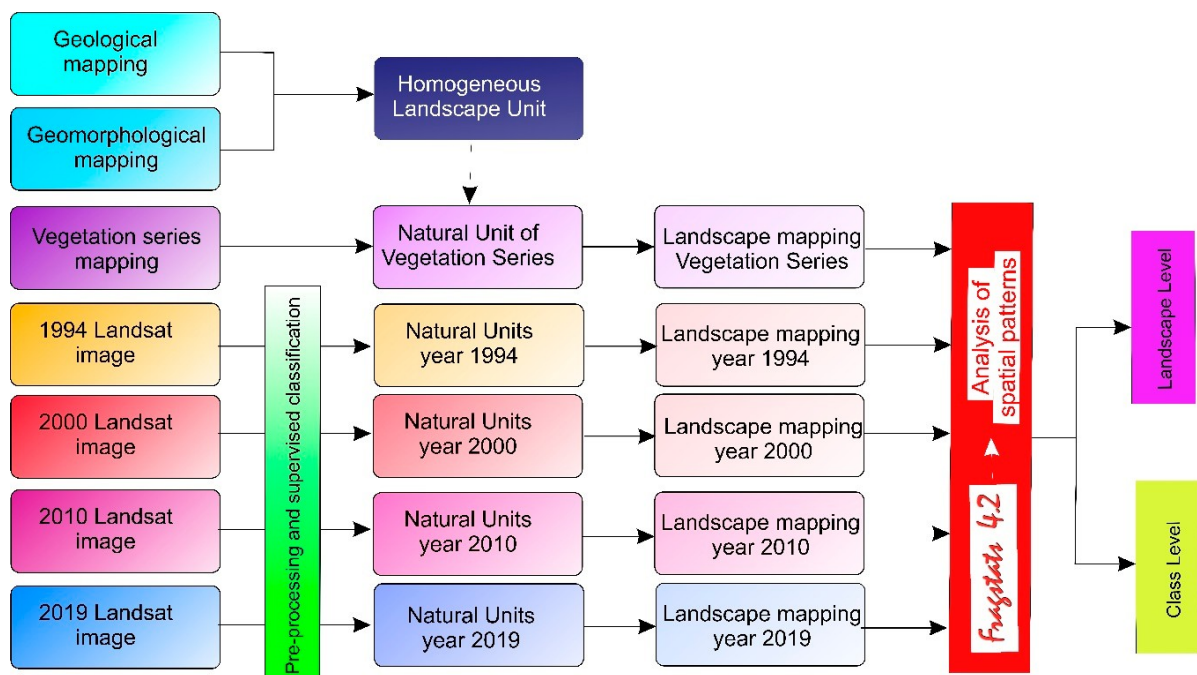 Geological
mapping
Homogeneous
Landscape Unit
Geomorphological
mapping
Vegetation series
mapping
Natural Unit of
Vegetation Series
Landscape mapping
Vegetation Series
1994 Landsat
image
Natural Units
year 1994
Landscape mapping
year 1994
2000 Landsat
image
Natural Units
year 2000
Landscape mapping
year 2000
2010 Landsat
image
Natural Units
year 2010
Landscape mapping
year 2010
2019 Landsat
image
Natural Units
year 2019
Landscape mapping
year 2019
Pre-processing and supervised classification
Analysis of
spatial patterns
Fragstats 4.2
Landscape Level
Class Level